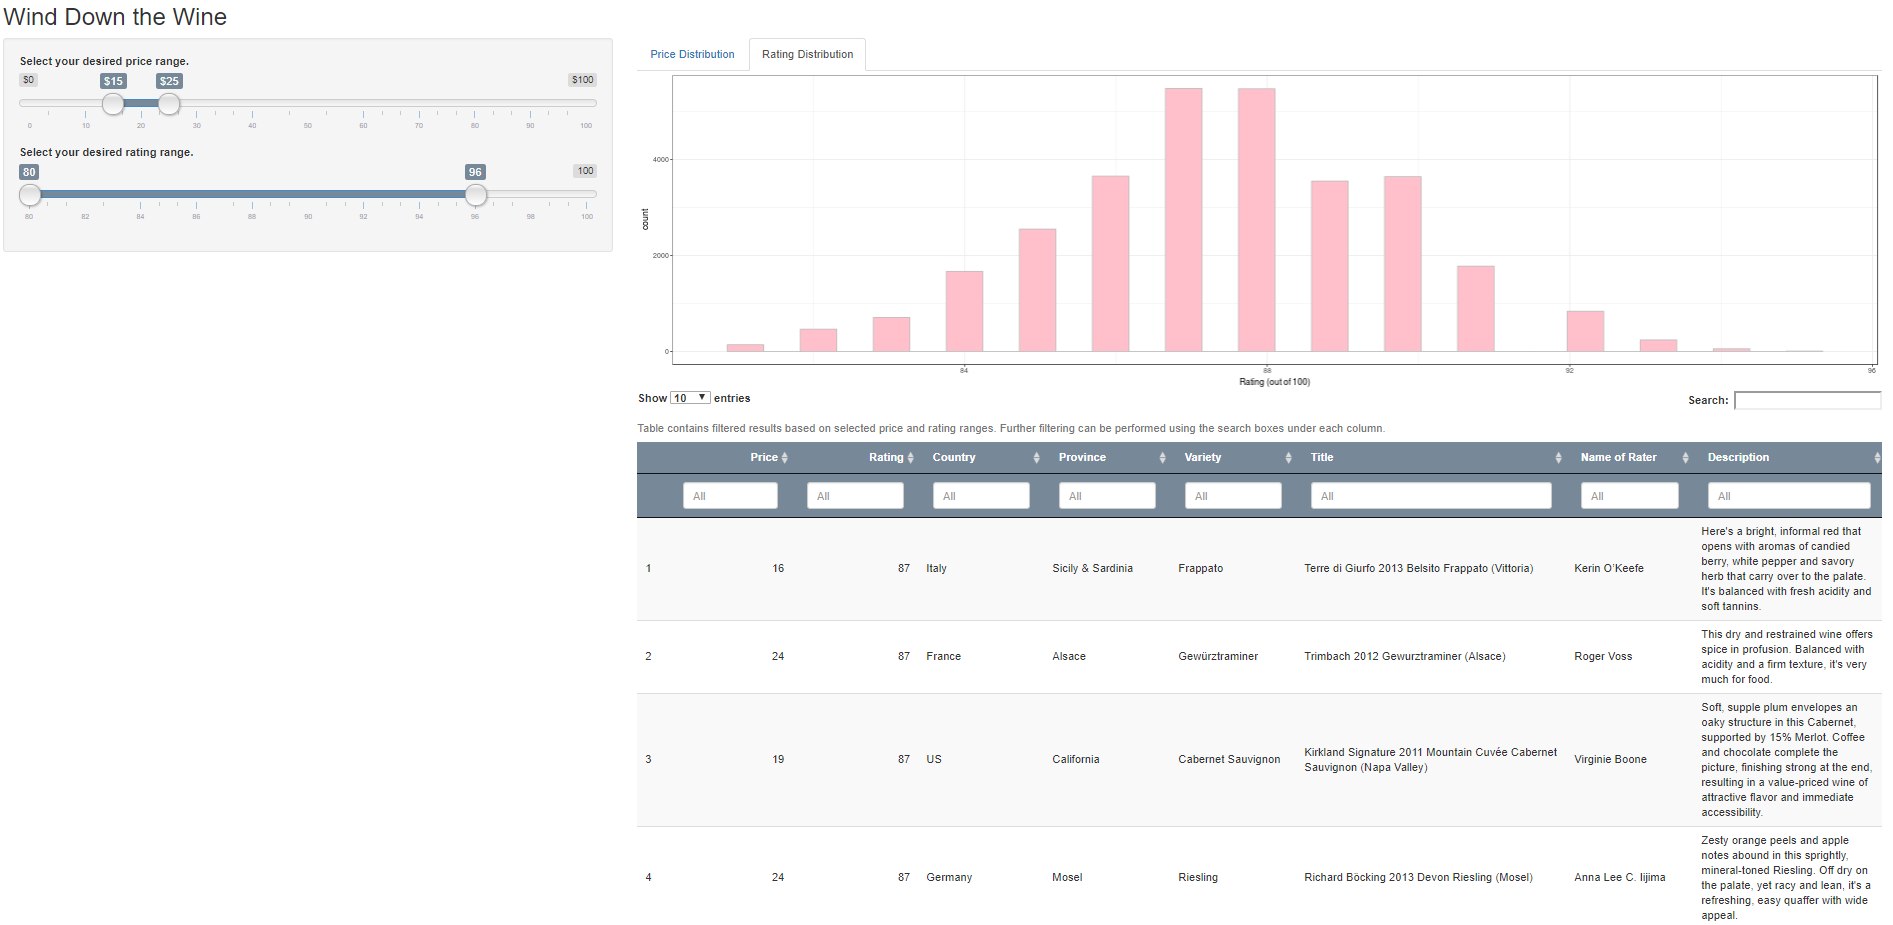 Wind Down the Wine
Select your desired price range.
$0 $15 $25 $100
0 10 20 30 40 50 60 70 80 90 100
Select your desired rating range.
80 96 100
80 82 84 86 88 90 92 94 96 98 100
Price Distribution Rating Distribution
count
4000
2000
0
84 88 92 96
Rating (out of 100)
Show 10 entries Search:
Table contains filtered results based on selected price and rating ranges. Further filtering can be performed using the search boxes under each column.
Price Rating Country Province Variety Title Name of Rater Description
All All All All All All All All
1 16 87 Italy Sicily & Sardinia Frappato Terre di Giurfo 2013 Belsito Frappato (Vittoria) Kerin O'Keefe
Here's a bright, informal red that
opens with aromas of candied
berry, white pepper and savory
herb that carry over to the palate.
It's balanced with fresh acidity and
soft tannins.
2 24 87 France Alsace Gewürztraminer Trimbach 2012 Gewurztraminer (Alsace) Roger Voss
This dry and restrained wine offers
spice in profusion. Balanced with
acidity and a firm texture, it's very
much for food.
3 19 87 US California Cabernet Sauvignon
Kirkland Signature 2011 Mountain Cuvée Cabernet
Sauvignon (Napa Valley)
Virginie Boone
Soft, supple plum envelopes an
oaky structure in this Cabernet,
supported by 15% Merlot. Coffee
and chocolate complete the
picture, finishing strong at the end,
resulting in a value-priced wine of
attractive flavor and immediate
accessibility.
4 24 87 Germany Mosel Riesling Richard Böcking 2013 Devon Riesling (Mosel) Anna Lee C. Iijima
Zesty orange peels and apple
notes abound in this sprightly,
mineral-toned Riesling. Off dry on
the palate, yet racy and lean, it's a
refreshing, easy quaffer with wide
appeal.